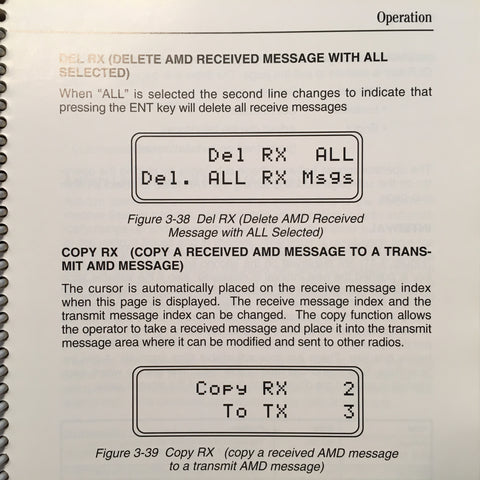 Operation
DEL RX (DELETE AMD RECEIVED MESSAGE WITH ALL
SELECTED)
When "ALL" is selected the second line changes to indicate that
pressing the ENT key will delete all receive messages
Del RX ALL
Del. ALL RX Msgs
Figure 3-38 Del RX (Delete AMD Received
Message with ALL Selected)
COPY RX (COPY A RECEIVED AMD MESSAGE TO A TRANS-
MIT AMD MESSAGE)
The cursor is automatically placed on the receive message index
when this page is displayed. The receive message index and the
transmit message index can be changed. The copy function allows
the operator to take a received message and place it into the transmit
message area where it can be modified and sent to other radios.
Copy RX 2
To TX 3
Figure 3-39 Copy RX (copy a received AMD message
to a transmit AMD message)